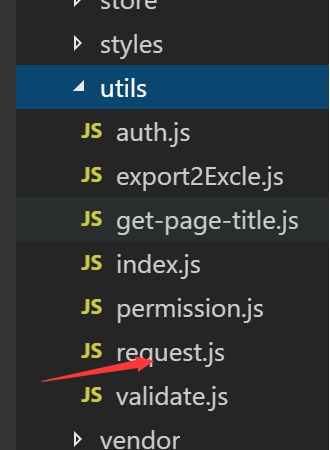 store
styles
utils
JS auth.js
JS export2Excle.js
JS get-page-title.js
JS index.js
JS permission.js
JS request.js
JS validate.js
vendor